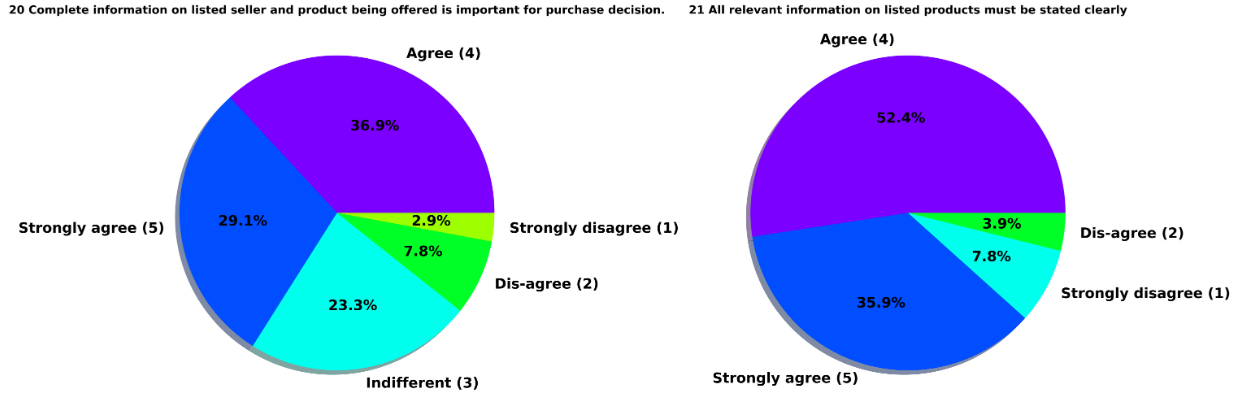 20 Complete information on listed seller and product being offered is important for purchase decision.
Agree (4)
36.9%
Strongly agree (5)
29.1%
2.9%
Strongly disagree (1)
7.8%
Dis-agree (2)
23.3%
Indifferent (3)
21 All relevant information on listed products must be stated clearly
Agree (4)
52.4%
3.9%
Dis-agree (2)
7.8%
Strongly disagree (1)
35.9%
Strongly agree (5)